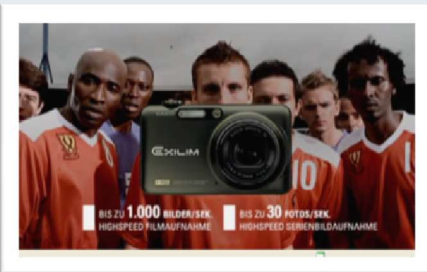 EXILIM
10
BIS ZU 1.000 BILDER/SEK.
HIGHSPEED FILMAUFNAHME
BIS ZU 30 FOTOS/SEK.
HIGHSPEED SERIENBILDAUFNAHME